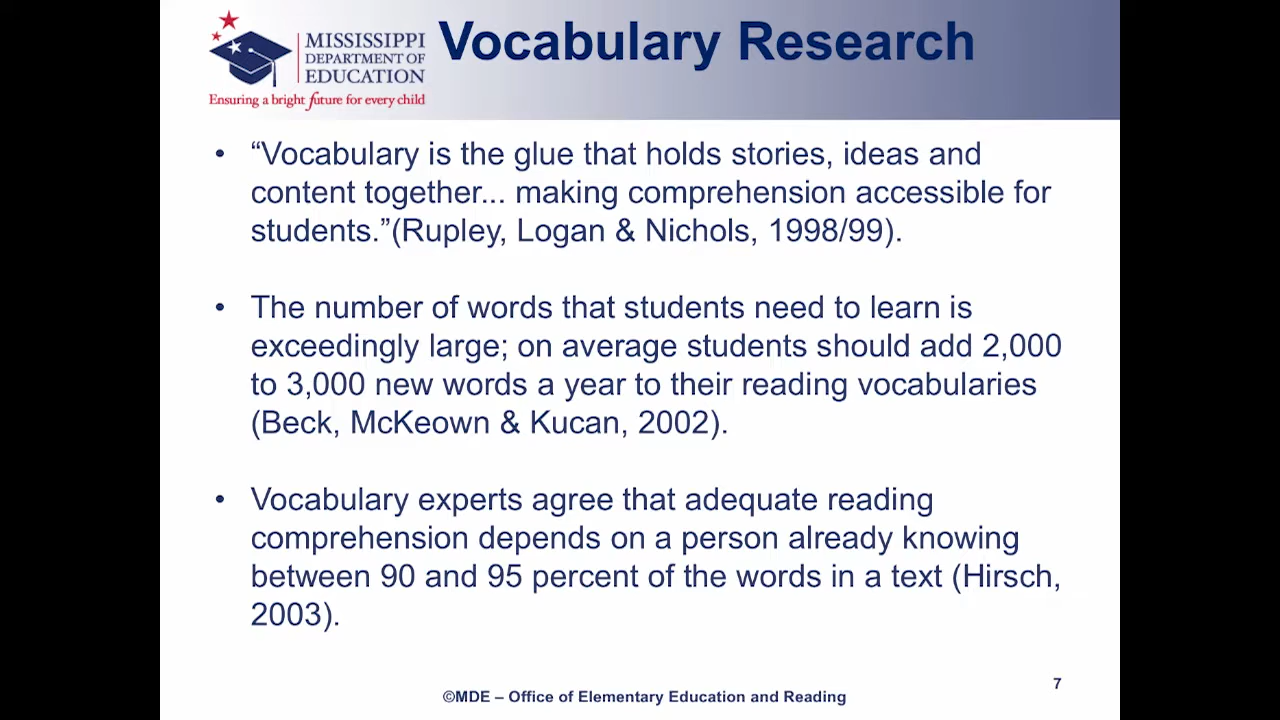 MISSISSIPPI
DEPARTMENT OF
EDUCATION
Ensuring a bright future for every child
Vocabulary Research
• “Vocabulary is the glue that holds stories, ideas and
content together... making comprehension accessible for
students.”(Rupley, Logan & Nichols, 1998/99).
• The number of words that students need to learn is
exceedingly large; on average students should add 2,000
to 3,000 new words a year to their reading vocabularies
(Beck, McKeown & Kucan, 2002).
• Vocabulary experts agree that adequate reading
comprehension depends on a person already knowing
between 90 and 95 percent of the words in a text (Hirsch,
2003).
7
©MDE – Office of Elementary Education and Reading